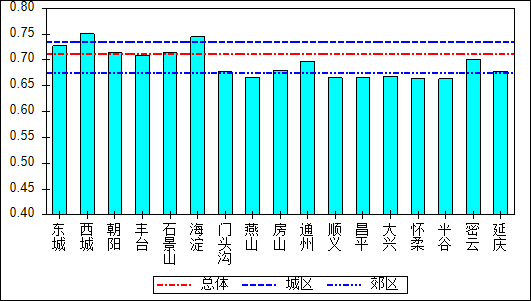 0.80
0.75
0.70
0.65
0.60
0.55
0.50
0.45
0.40
东城
西城
朝阳
丰台
石景山
海淀
门头沟
燕山
房山
通州
顺义
昌平
大兴
怀柔
平谷
密云
延庆
总体 城区 郊区